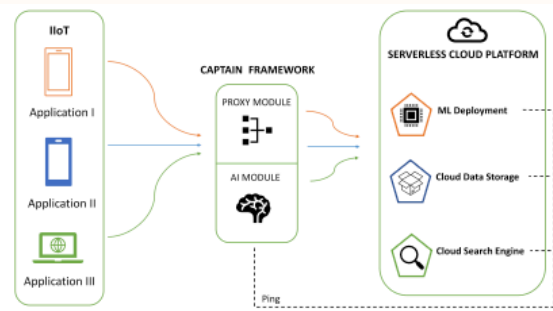 IIoT
Application I
Application II
Application III
CAPTAIN FRAMEWORK
PROXY MODULE
AI MODULE
Ping
SERVERLESS CLOUD PLATFORM
ML Deployment
Cloud Data Storage
Cloud Search Engine